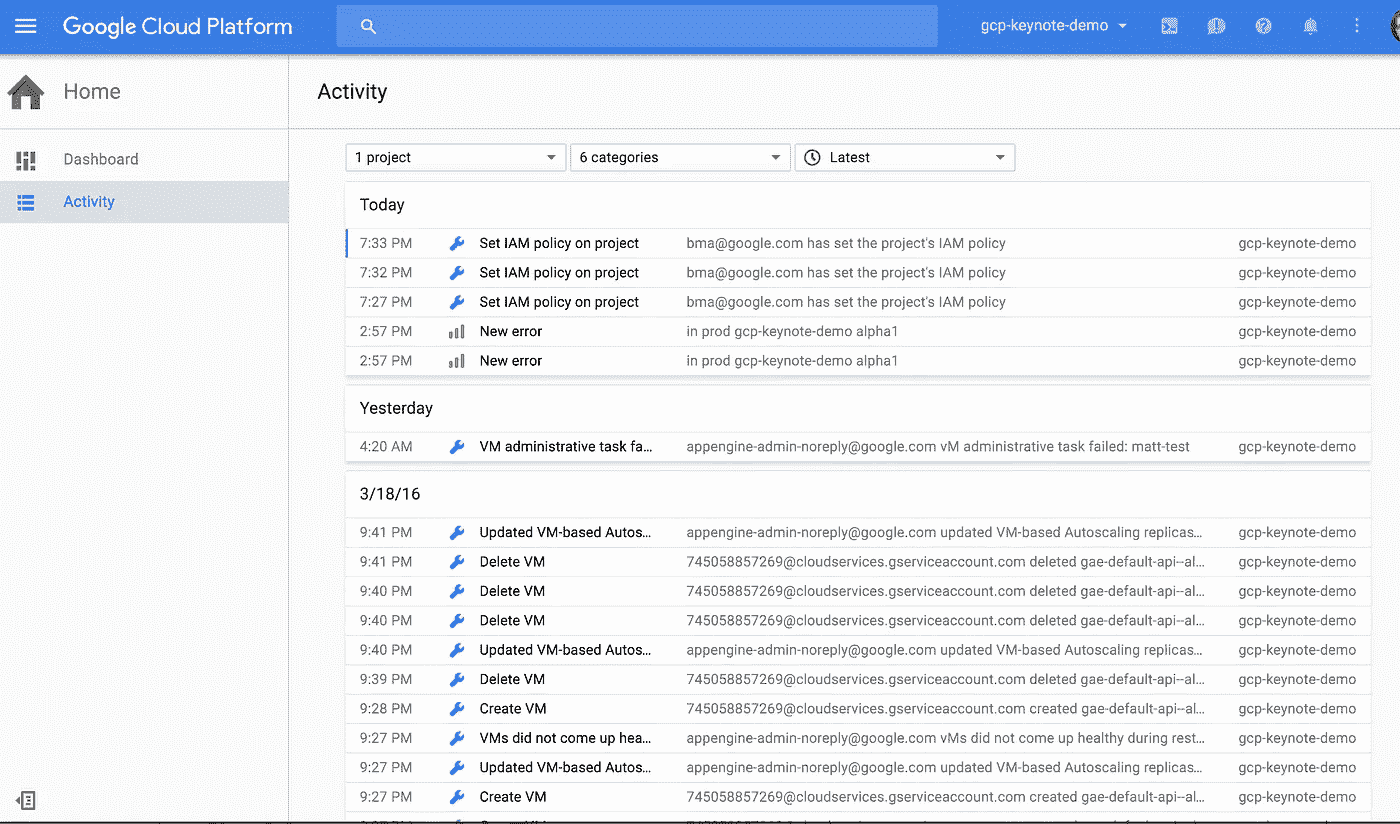 Google Cloud Platform gcp-keynote-demo
Home
Activity
Dashboard
Activity
1 project 6 categories Latest
Today
7:33 PM Set IAM policy on project bma@google.com has set the project's IAM policy gcp-keynote-demo
7:32 PM Set IAM policy on project bma@google.com has set the project's IAM policy gcp-keynote-demo
7:27 PM Set IAM policy on project bma@google.com has set the project's IAM policy gcp-keynote-demo
2:57 PM New error in prod gcp-keynote-demo alpha1 gcp-keynote-demo
2:57 PM New error in prod gcp-keynote-demo alpha1 gcp-keynote-demo
Yesterday
4:20 AM VM administrative task fa... appengine-admin-noreply@google.com vM administrative task failed: matt-test gcp-keynote-demo
3/18/16
9:41 PM Updated VM-based Autos... appengine-admin-noreply@google.com updated VM-based Autoscaling replicas... gcp-keynote-demo
9:41 PM Delete VM 745058857269@cloudservices.gserviceaccount.com deleted gae-default-api--al... gcp-keynote-demo
9:40 PM Delete VM 745058857269@cloudservices.gserviceaccount.com deleted gae-default-api--al... gcp-keynote-demo
9:40 PM Delete VM 745058857269@cloudservices.gserviceaccount.com deleted gae-default-api--al... gcp-keynote-demo
9:40 PM Updated VM-based Autos... appengine-admin-noreply@google.com updated VM-based Autoscaling replicas... gcp-keynote-demo
9:39 PM Delete VM 745058857269@cloudservices.gserviceaccount.com deleted gae-default-api--al... gcp-keynote-demo
9:28 PM Create VM 745058857269@cloudservices.gserviceaccount.com created gae-default-api--al... gcp-keynote-demo
9:27 PM VMs did not come up hea... appengine-admin-noreply@google.com vMs did not come up healthy during rest... gcp-keynote-demo
9:27 PM Updated VM-based Autos... appengine-admin-noreply@google.com updated VM-based Autoscaling replicas... gcp-keynote-demo
9:27 PM Create VM 745058857269@cloudservices.gserviceaccount.com created gae-default-api--al... gcp-keynote-demo